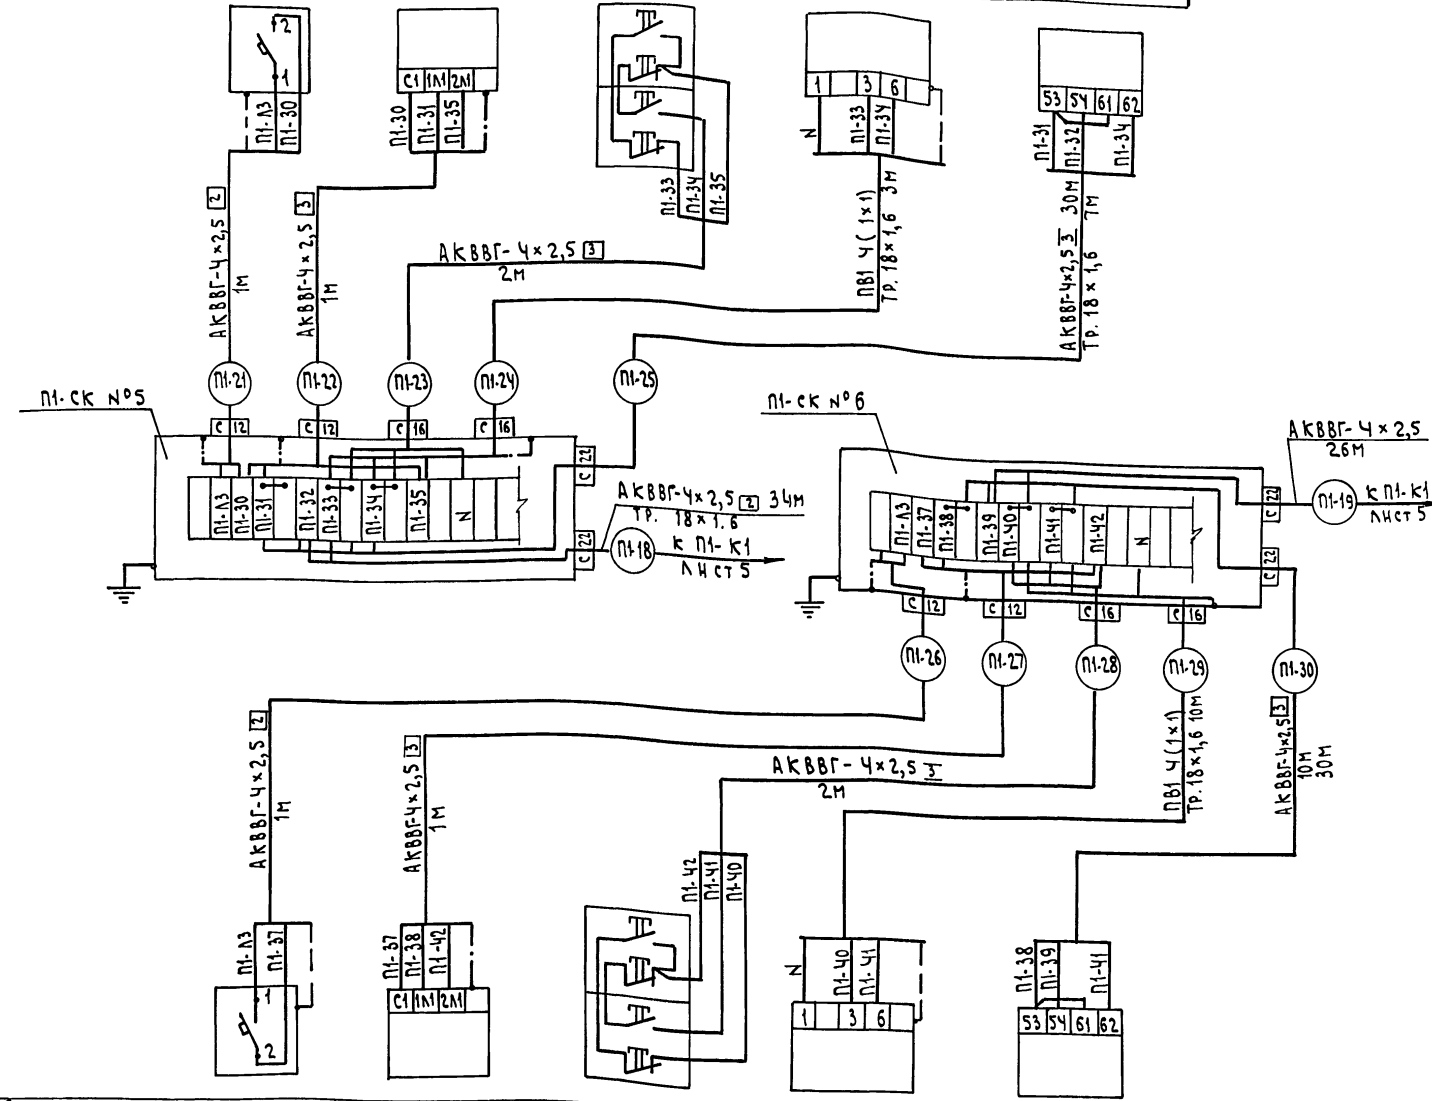 2
1
П1-Л3
П1-30
С1 1Л1 2Л1
П1-30
П1-31
П1-35
П1-33
П1-34
П1-35
1 3 6
N
П1-33
П1-34
53 54 61 62
П1-31
П1-32
П1-34
АКВВГ-4×2,5 2
1М
АКВВГ-4×2,5 3
1М
АКВВГ-4×2,5 3
2М
ПВ1 4(1×1) 3М
ТР. 18×1,6
АКВВГ-4×2,5 3 30М
ТР. 18×1,6 7М
П1-21
П1-22
П1-23
П1-24
П1-25
П1-СК №5
С 12
С 12
С 16
С 16
С 22
П1-Л3
П1-30
П1-31
П1-32
П1-33
П1-34
П1-35
N
С 22
АКВВГ-4×2,5 2 34М
ТР. 18×1.6
П1-18
К П1-К1
ЛИСТ 5
П1-СК №6
АКВВГ-4×2,5
26М
С 22
П1-19
К П1-К1
ЛИСТ 5
П1-Л3
П1-37
П1-38
П1-39
П1-40
П1-41
П1-42
N
С 22
С 12
С 12
С 16
С 16
П1-26
П1-27
П1-28
П1-29
П1-30
АКВВГ-4×2,5 2
1М
АКВВГ-4×2,5 3
1М
АКВВГ-4×2,5 3
2М
ПВ1 4(1×1)
ТР.18×1,6 10М
АКВВГ-4×2,5 3
10М
30М
П1-Л3
П1-37
1
2
П1-37
П1-38
П1-42
С1 1Л1 2Л1
П1-42
П1-41
П1-40
N
П1-40
П1-41
1 3 6
П1-38
П1-39
П1-41
53 54 61 62